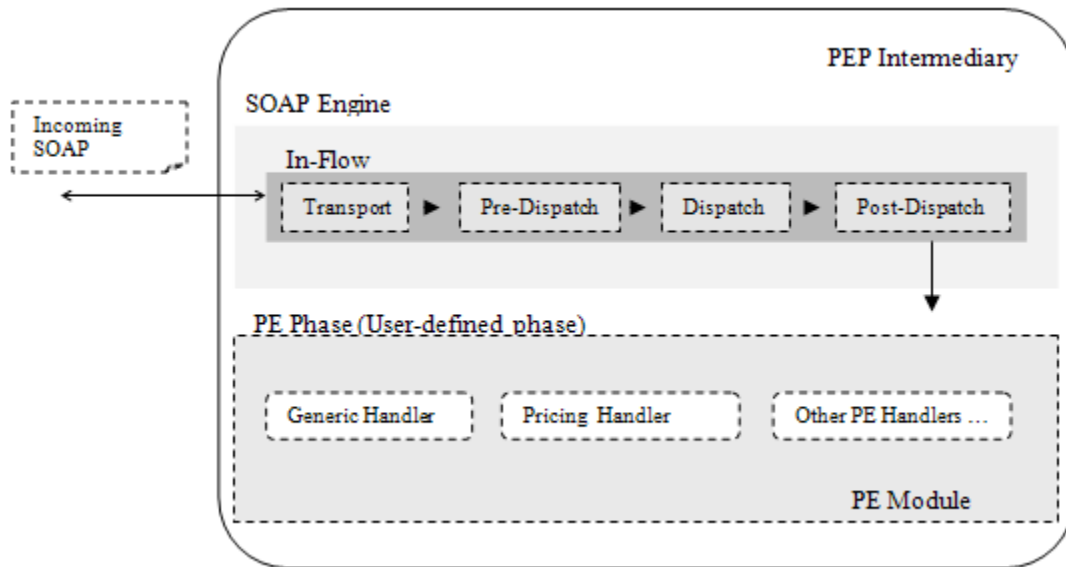 PEP Intermediary
SOAP Engine
Incoming
SOAP
In-Flow
Transport
Pre-Dispatch
Dispatch
Post-Dispatch
PE Phase (User-defined phase)
Generic Handler
Pricing Handler
Other PE Handlers ...
PE Module